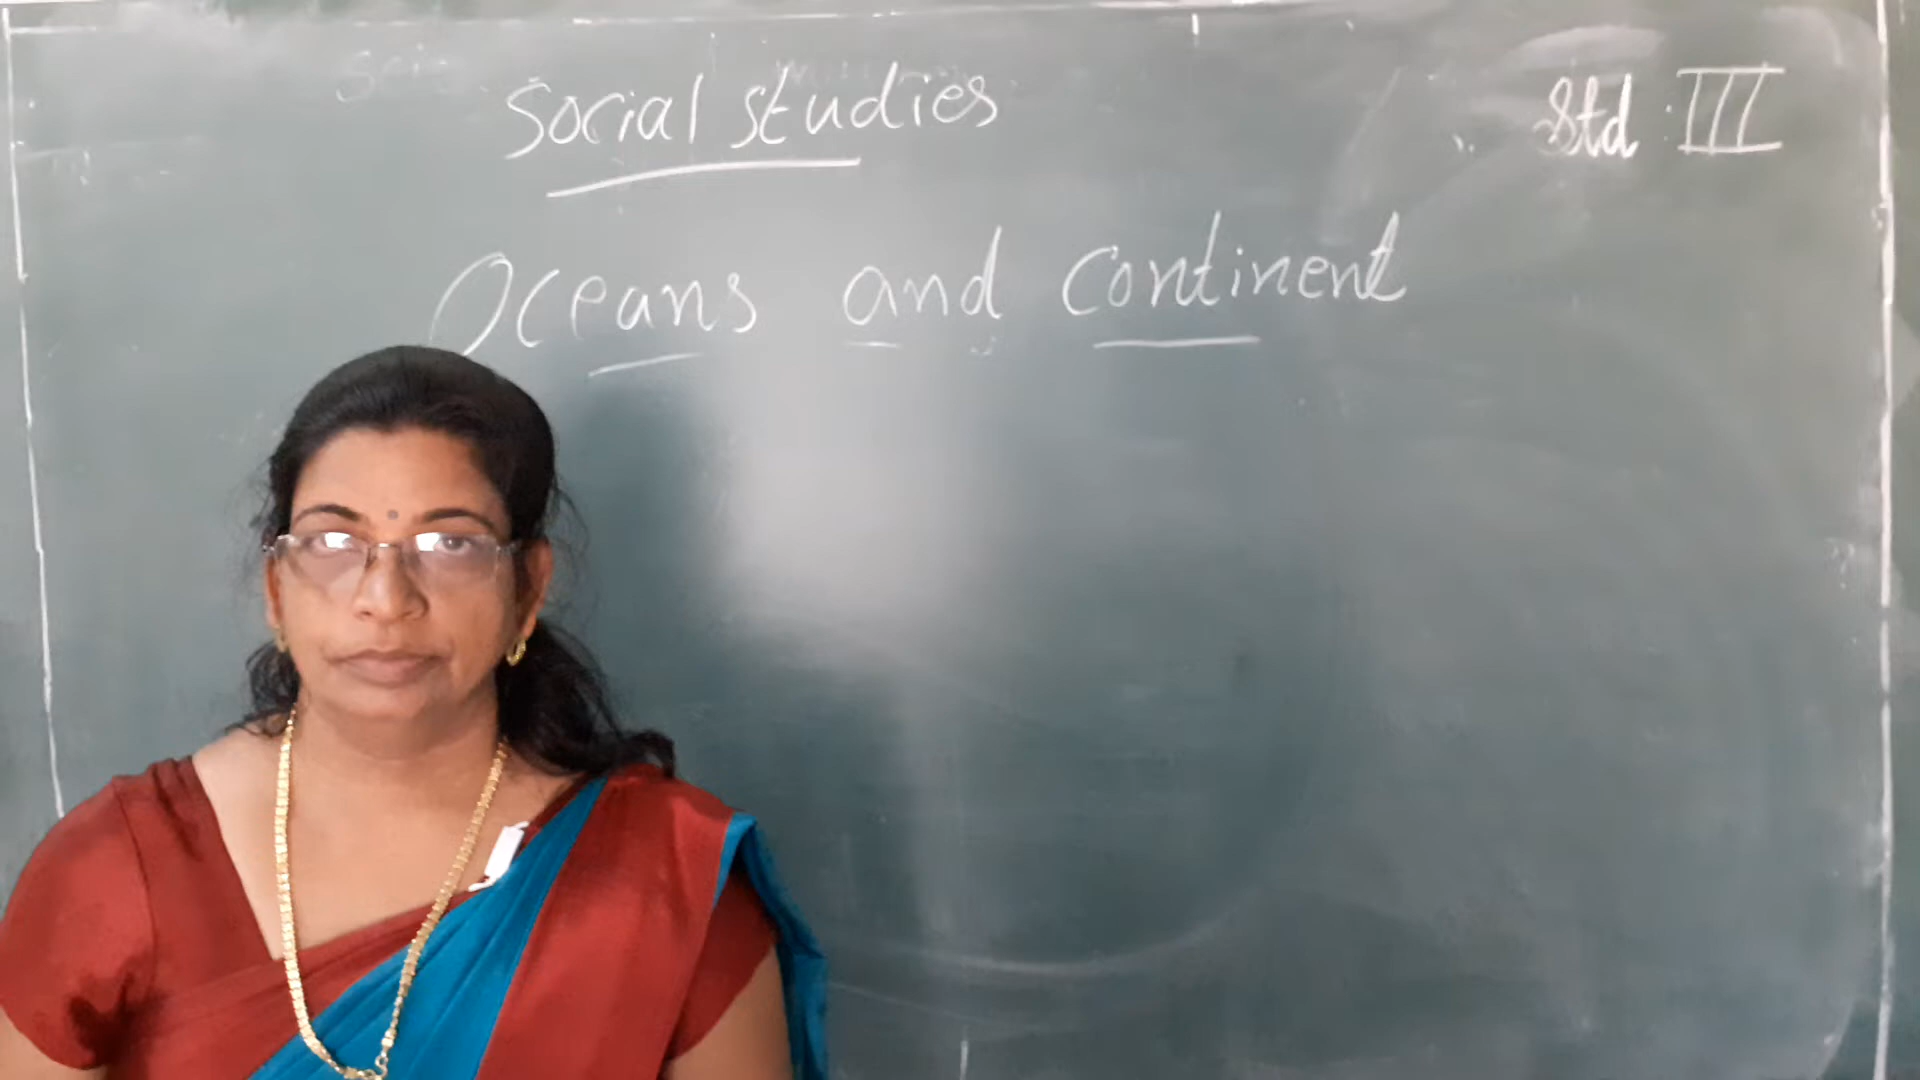 Social studies
Std : III
Oceans and continent